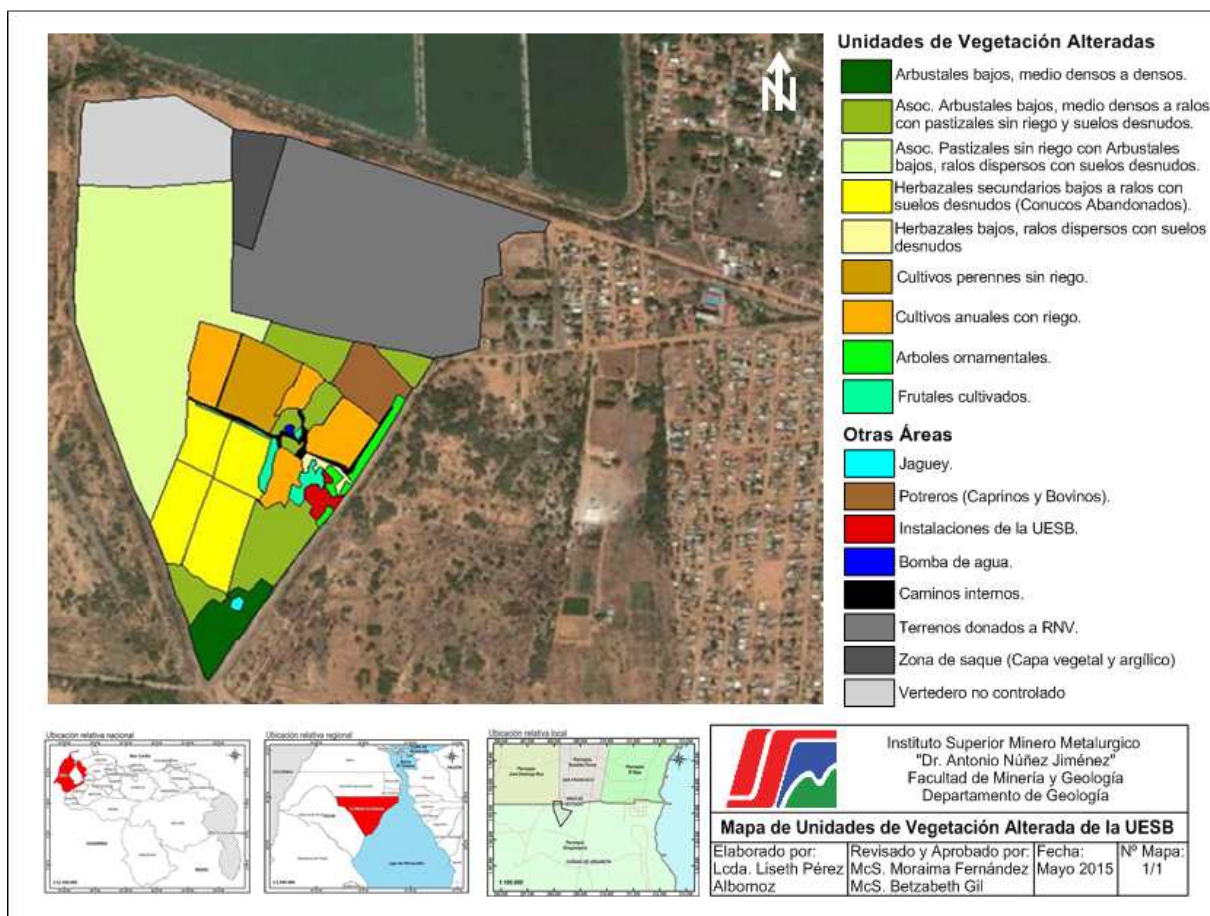 N
Unidades de Vegetación Alteradas
Arbustales bajos, medio densos a densos.
Asoc. Arbustales bajos, medio densos a ralos
con pastizales sin riego y suelos desnudos.
Asoc. Pastizales sin riego con Arbustales
bajos, ralos dispersos con suelos desnudos.
Herbazales secundarios bajos a ralos con
suelos desnudos (Conucos Abandonados).
Herbazales bajos, ralos dispersos con suelos
desnudos
Cultivos perennes sin riego.
Cultivos anuales con riego.
Arboles ornamentales.
Frutales cultivados.
Otras Áreas
Jaguey.
Potreros (Caprinos y Bovinos).
Instalaciones de la UESB.
Bomba de agua.
Caminos internos.
Terrenos donados a RNV.
Zona de saque (Capa vegetal y argílico)
Vertedero no controlado
Ubicación relativa nacional
Ubicación relativa regional
Ubicación relativa local
Instituto Superior Minero Metalurgico
"Dr. Antonio Núñez Jiménez"
Facultad de Minería y Geología
Departamento de Geología
Mapa de Unidades de Vegetación Alterada de la UESB
Elaborado por:
Lcda. Liseth Pérez
Albornoz
Revisado y Aprobado por:
McS. Moraima Fernández
McS. Betzabeth Gil
Fecha:
Mayo 2015
Nº Mapa:
1/1